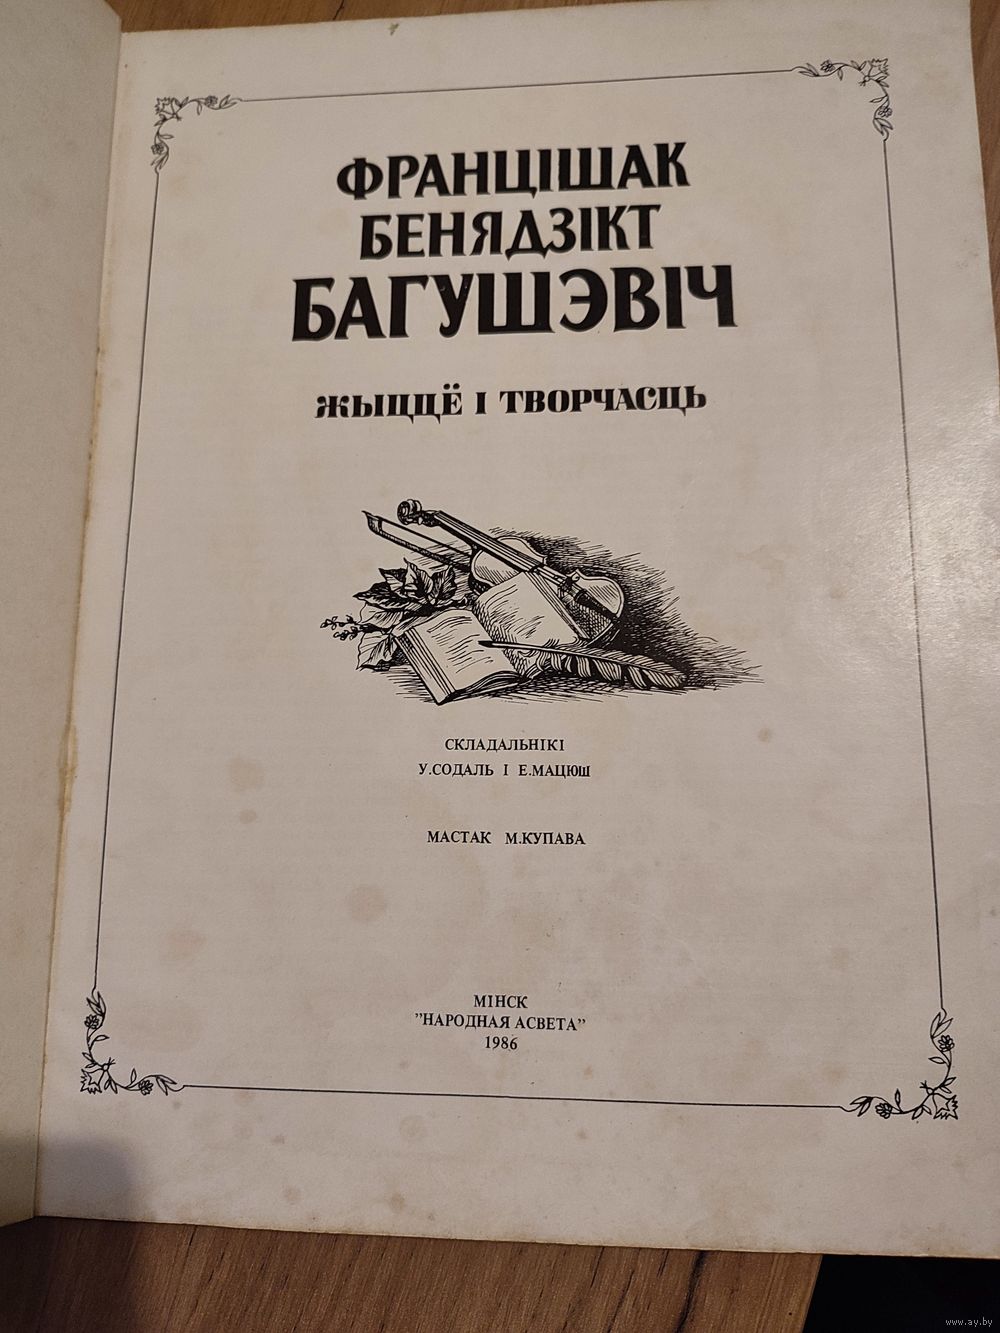 ФРАНЦІШАК
БЕНЯДЗІКТ
БАГУШЭВІЧ
ЖЫЦЦЁ І ТВОРЧАСЦЬ
СКЛАДАЛЬНІКІ
У.СОДАЛЬ І Е.МАЦЮШ
МАСТАК М.КУПАВА
МІНСК
"НАРОДНАЯ АСВЕТА"
1986
www.ay.by